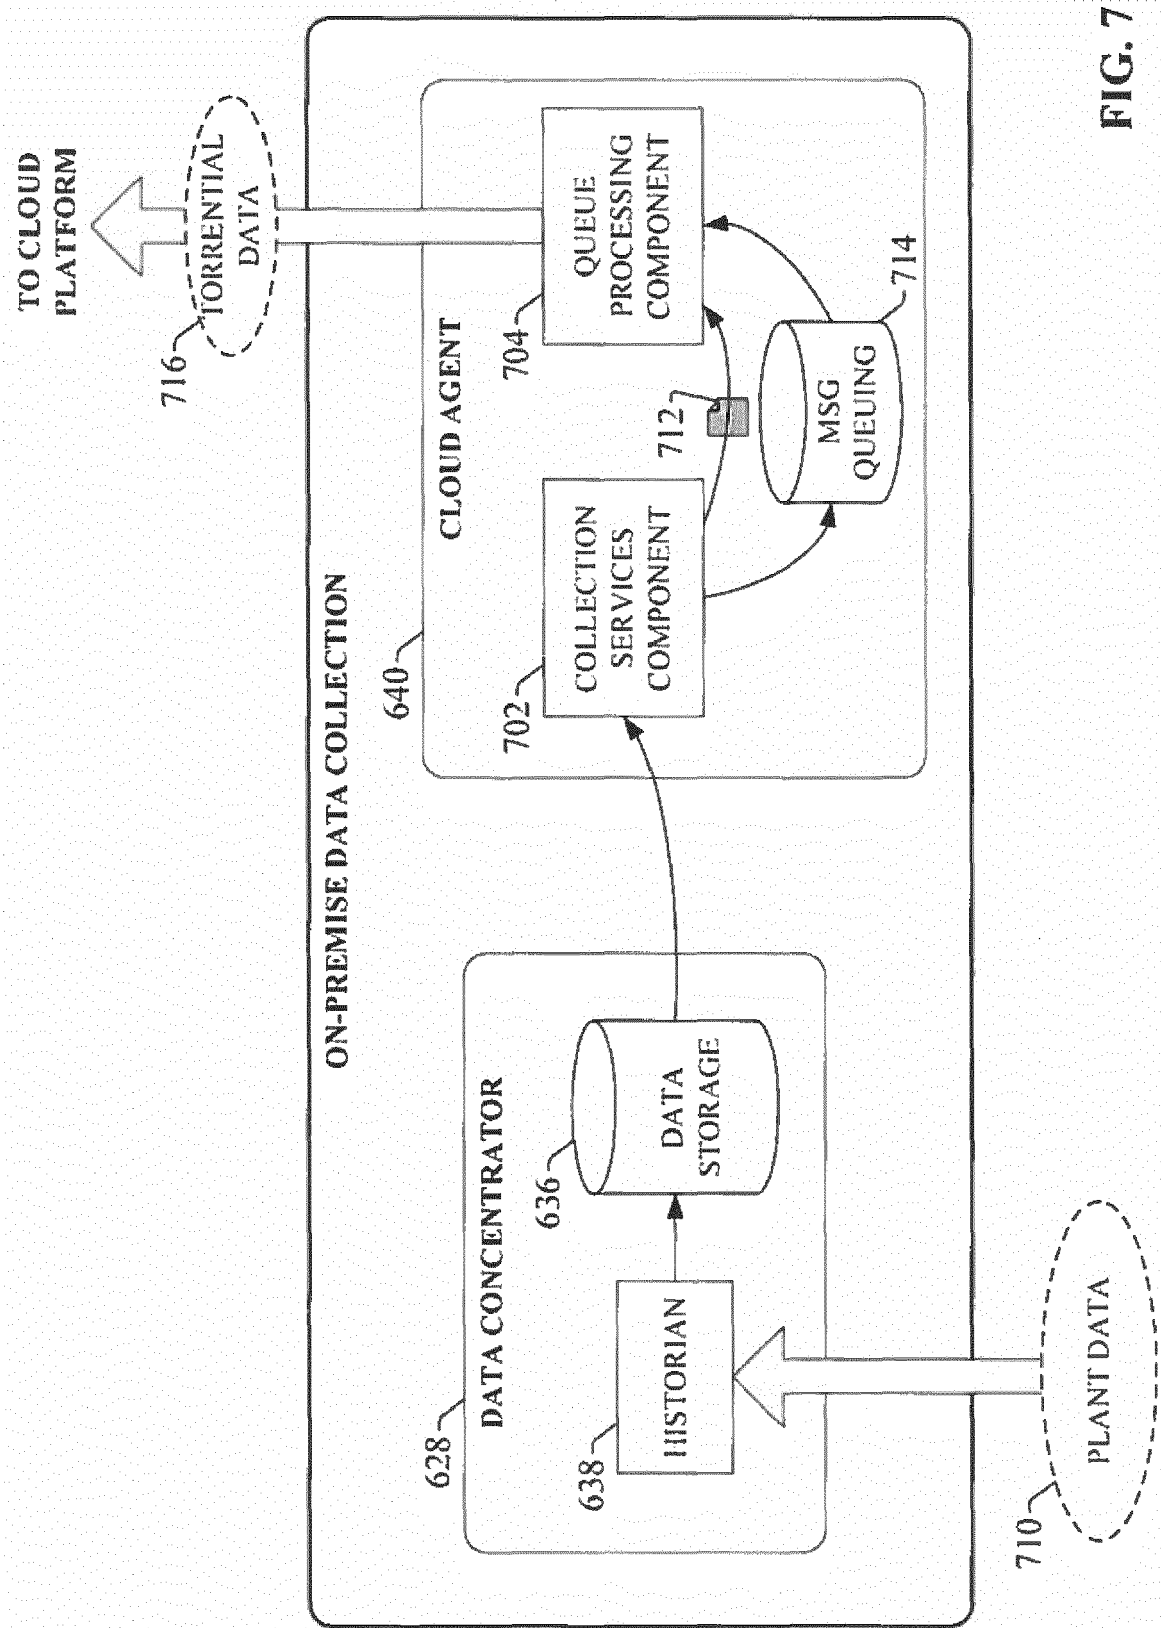 TO CLOUD
PLATFORM
716
TORRENTIAL
DATA
ON-PREMISE DATA COLLECTION
640
CLOUD AGENT
702
COLLECTION
SERVICES
COMPONENT
704
QUEUE
PROCESSING
COMPONENT
712
MSG
QUEUING
714
628
DATA CONCENTRATOR
638
HISTORIAN
636
DATA
STORAGE
710
PLANT DATA
FIG. 7